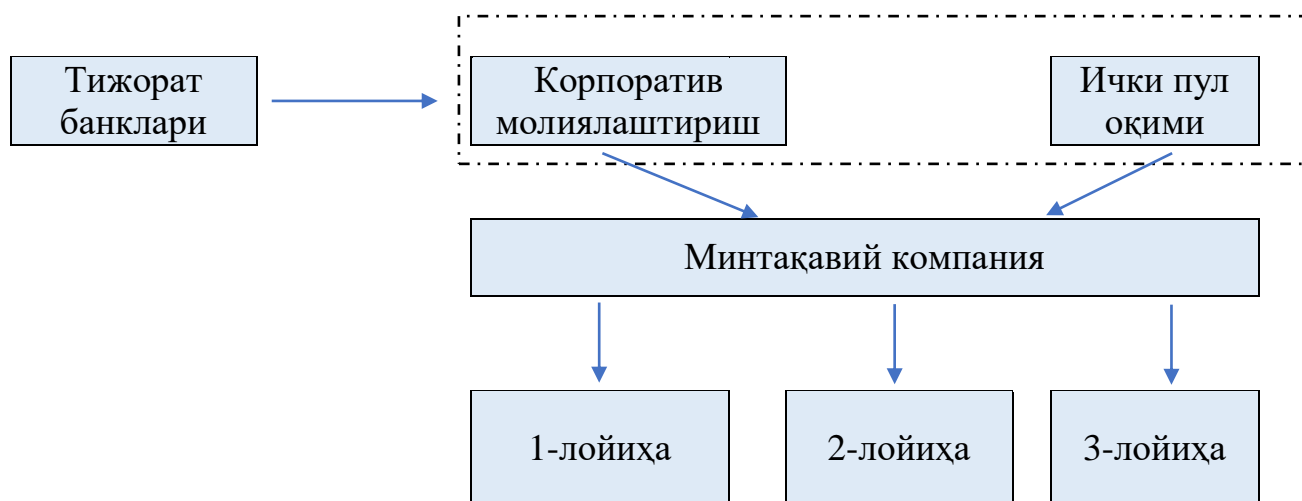 Тижорат
банклари
Корпоратив
молиялаштириш
Ички пул
оқими
Минтақавий компания
1-лойиҳа
2-лойиҳа
3-лойиҳа